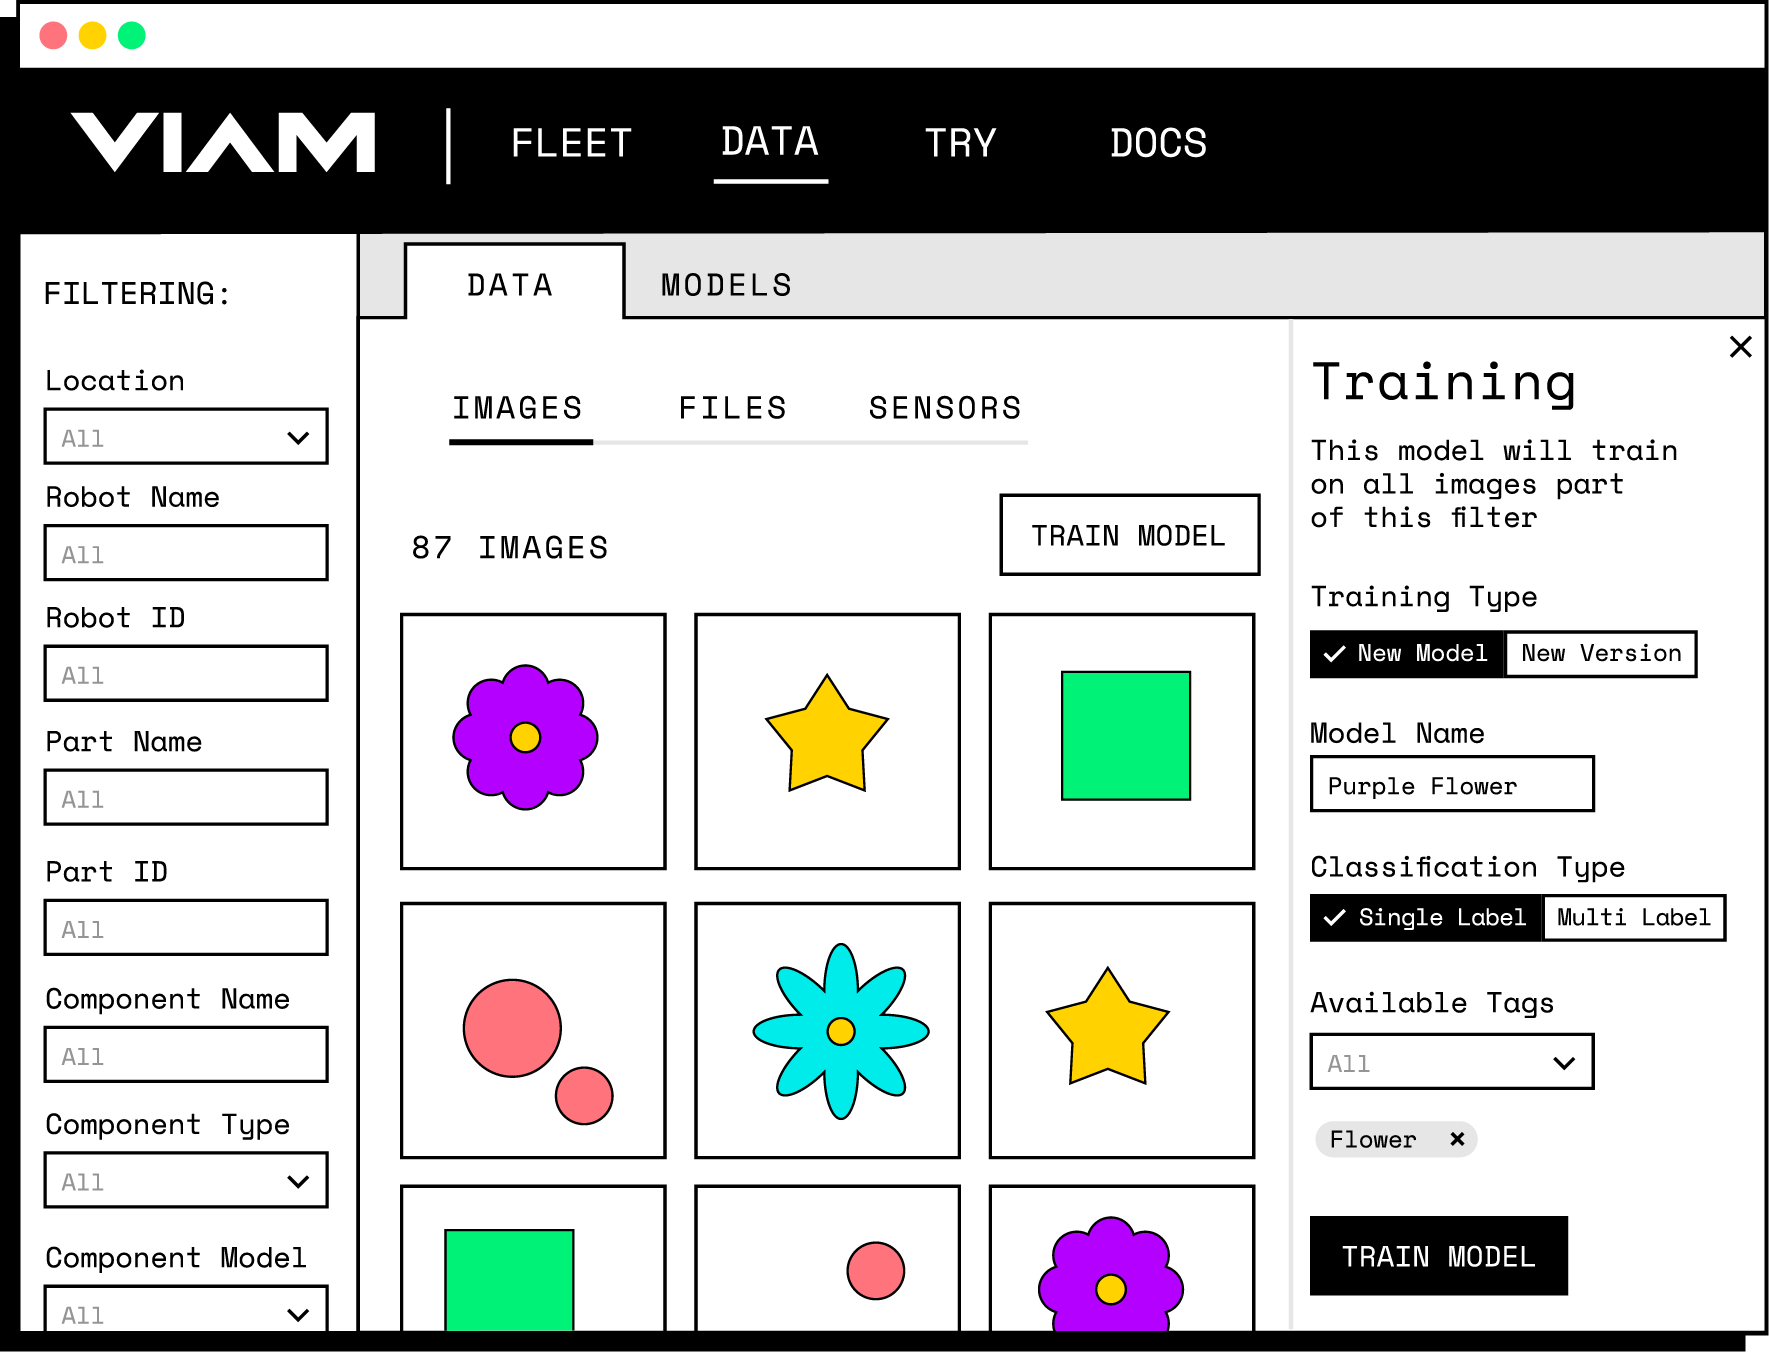 VIAM
FLEET
DATA
TRY
DOCS
FILTERING:
Location
All
Robot Name
All
Robot ID
All
Part Name
All
Part ID
All
Component Name
All
Component Type
All
Component Model
All
DATA
MODELS
IMAGES
FILES
SENSORS
87 IMAGES
TRAIN MODEL
Training
This model will train
on all images part
of this filter
Training Type
New Model
New Version
Model Name
Purple Flower
Classification Type
Single Label
Multi Label
Available Tags
All
Flower
TRAIN MODEL